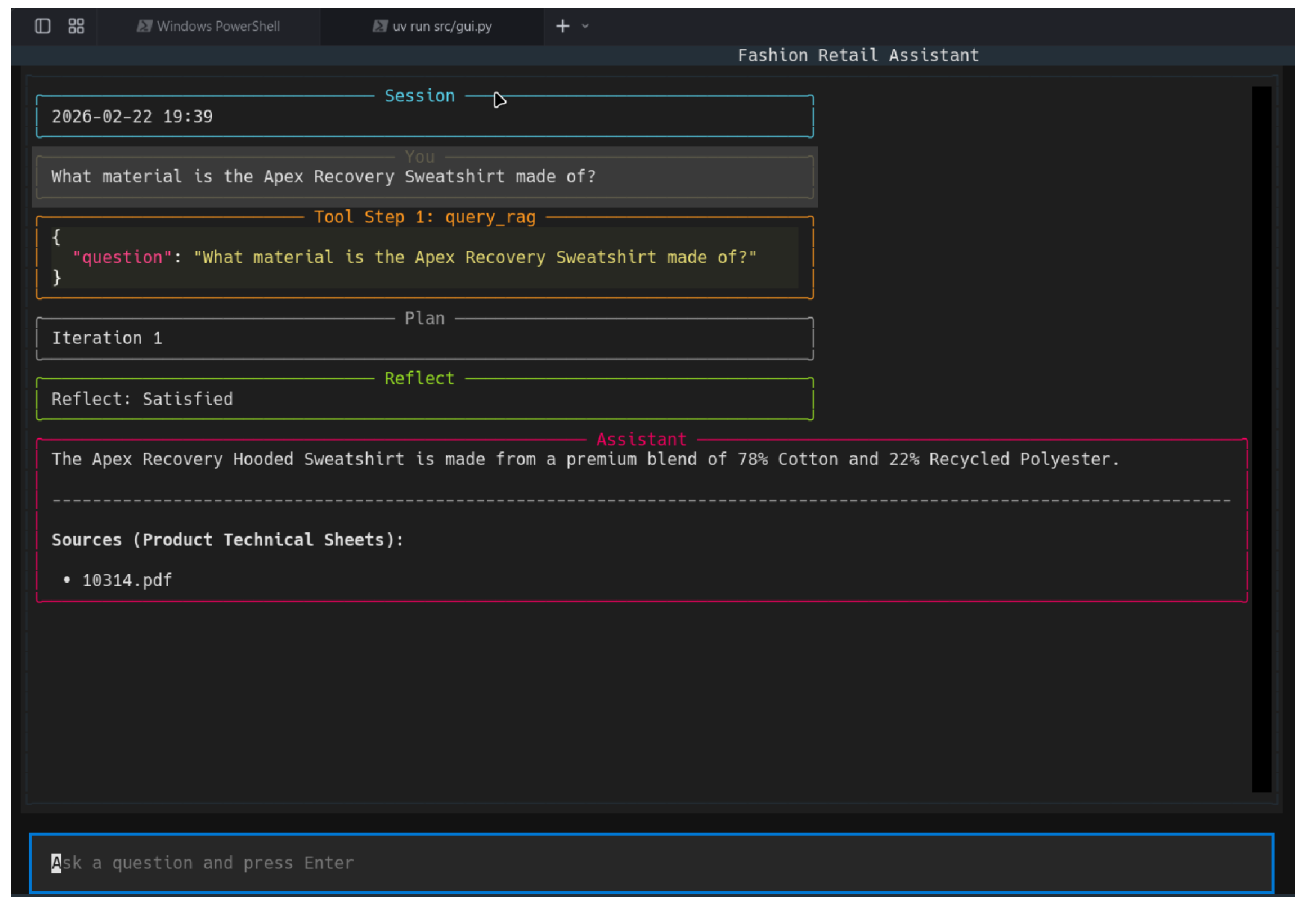 Windows PowerShell
uv run src/gui.py
Fashion Retail Assistant
Session
2026-02-22 19:39
You
What material is the Apex Recovery Sweatshirt made of?
Tool Step 1: query_rag
{
"question": "What material is the Apex Recovery Sweatshirt made of?"
}
Plan
Iteration 1
Reflect
Reflect: Satisfied
Assistant
The Apex Recovery Hooded Sweatshirt is made from a premium blend of 78% Cotton and 22% Recycled Polyester.
Sources (Product Technical Sheets):
• 10314.pdf
Ask a question and press Enter